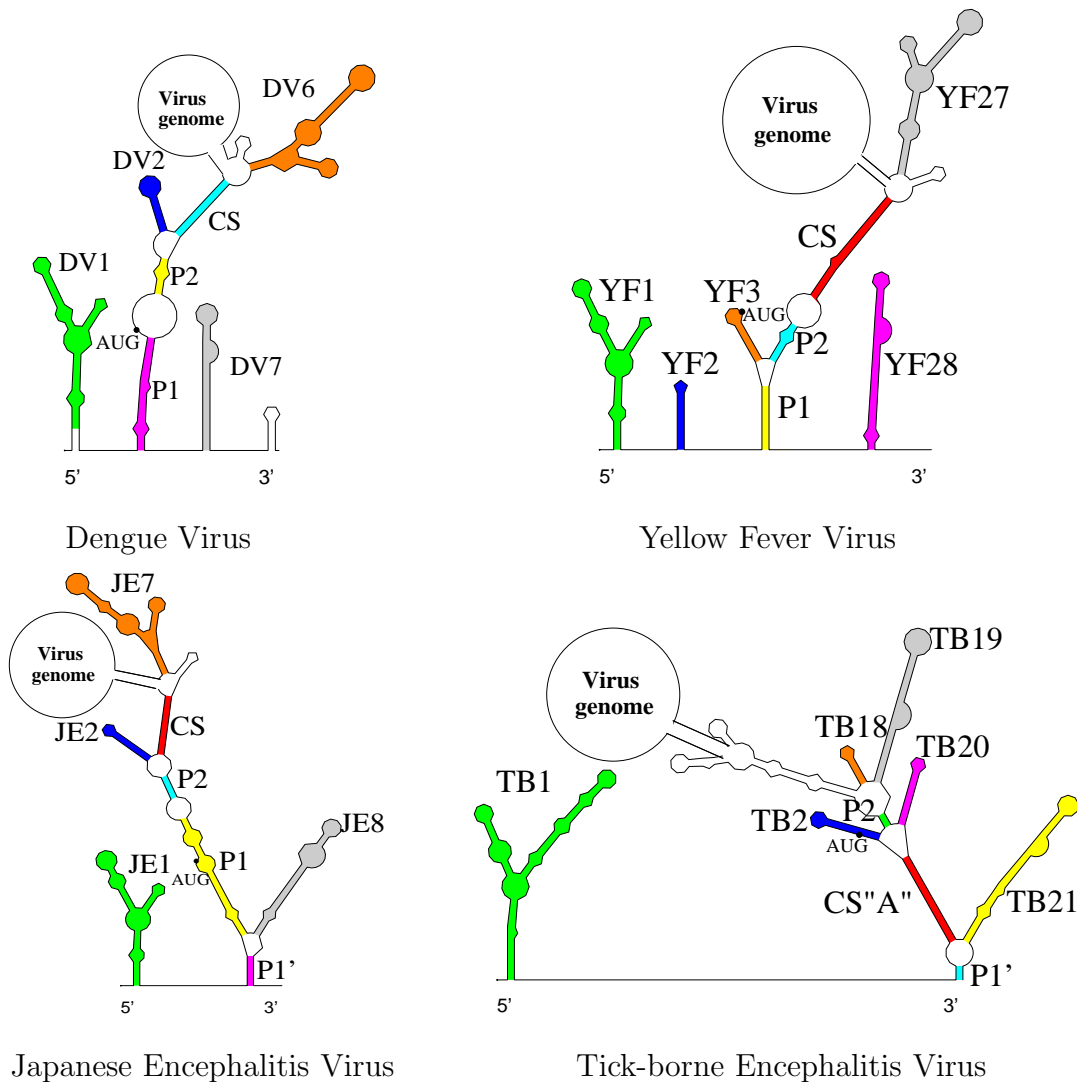 Virus
genome
DV6
DV2
CS
DV1
P2
AUG
DV7
P1
5’
3’
Dengue Virus
Virus
genome
YF27
CS
YF1
YF3
AUG
P2
YF2
YF28
P1
5’
3’
Yellow Fever Virus
JE7
Virus
genome
CS
JE2
P2
JE8
P1
JE1
AUG
P1’
5’
3’
Japanese Encephalitis Virus
TB19
Virus
genome
TB18
TB20
TB1
P2
TB2
AUG
CS"A"
TB21
P1’
5’
3’
Tick-borne Encephalitis Virus